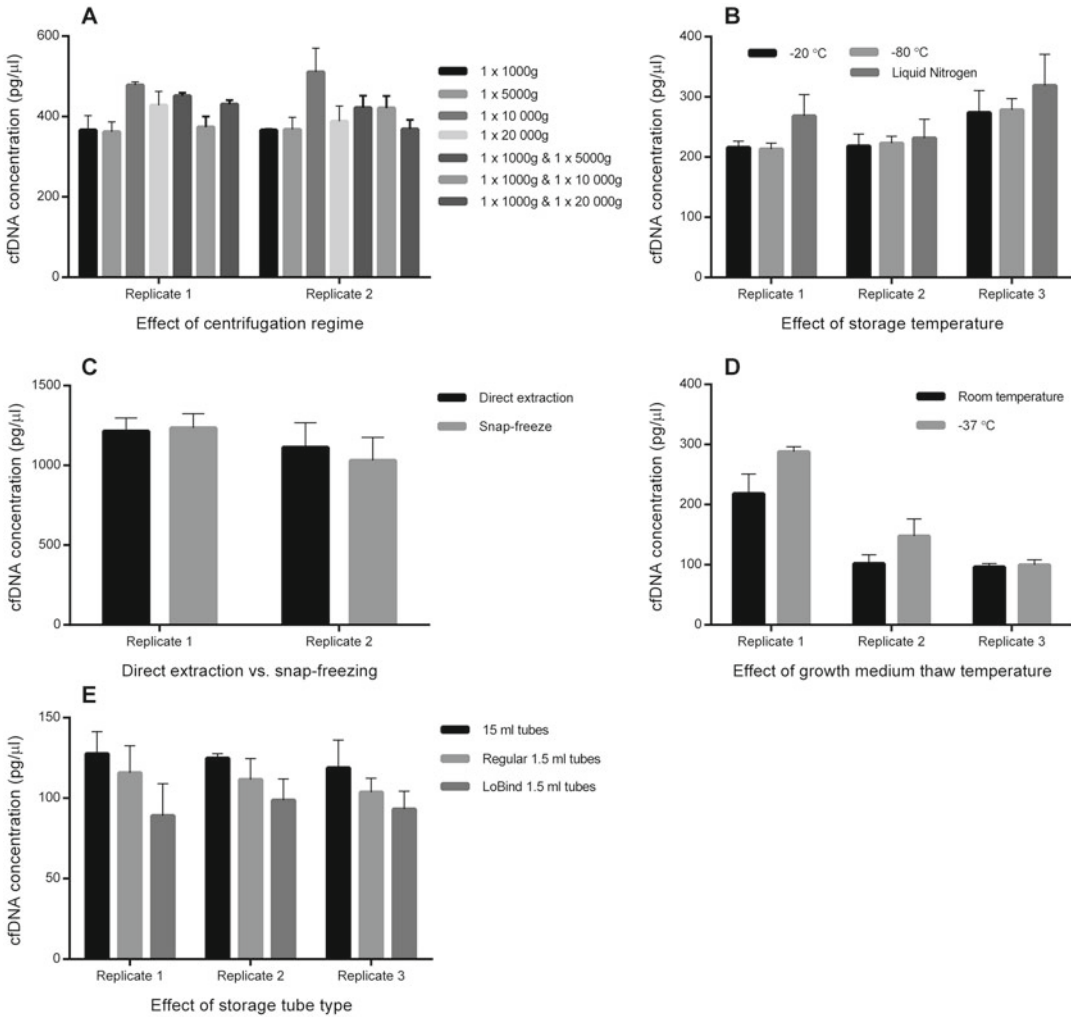 A
cfDNA concentration (pg/µl)
600
400
200
0
Replicate 1 Replicate 2
Effect of centrifugation regime
1 x 1000g
1 x 5000g
1 x 10 000g
1 x 20 000g
1 x 1000g & 1 x 5000g
1 x 1000g & 1 x 10 000g
1 x 1000g & 1 x 20 000g
B
cfDNA concentration (pg/µl)
400
300
200
100
0
-20 °C
-80 °C
Liquid Nitrogen
Replicate 1 Replicate 2 Replicate 3
Effect of storage temperature
C
cfDNA concentration (pg/µl)
1500
1000
500
0
Direct extraction
Snap-freeze
Replicate 1 Replicate 2
Direct extraction vs. snap-freezing
D
cfDNA concentration (pg/µl)
400
300
200
100
0
Room temperature
-37 °C
Replicate 1 Replicate 2 Replicate 3
Effect of growth medium thaw temperature
E
cfDNA concentration (pg/µl)
150
100
50
0
15 ml tubes
Regular 1.5 ml tubes
LoBind 1.5 ml tubes
Replicate 1 Replicate 2 Replicate 3
Effect of storage tube type